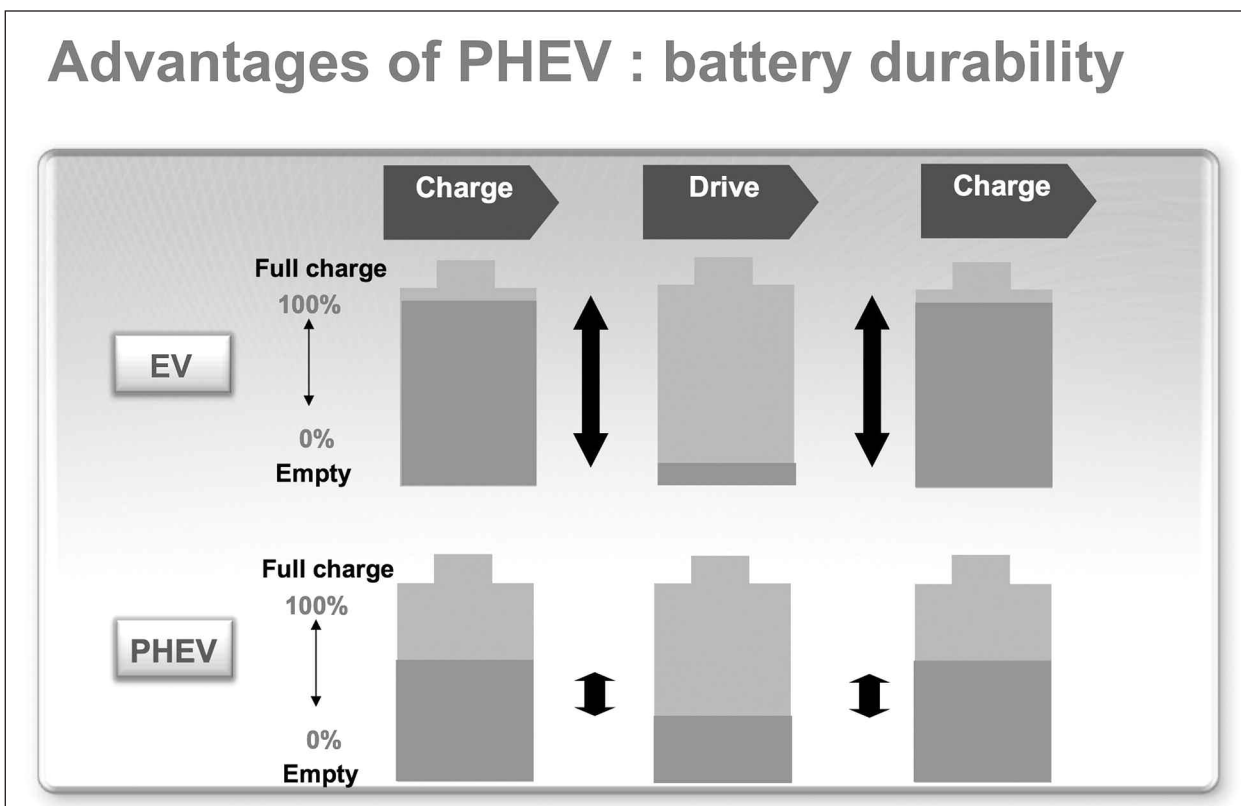 Advantages of PHEV : battery durability
Charge
Drive
Charge
Full charge
100%
EV
0%
Empty
Full charge
100%
PHEV
0%
Empty